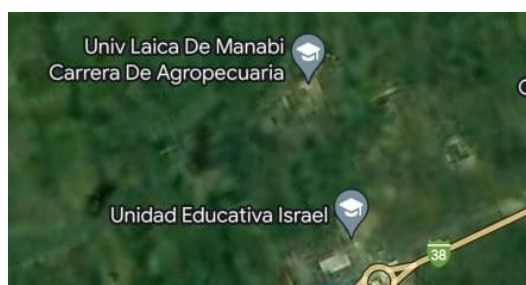 Univ Laica De Manabi
Carrera De Agropecuaria
Unidad Educativa Israel
38